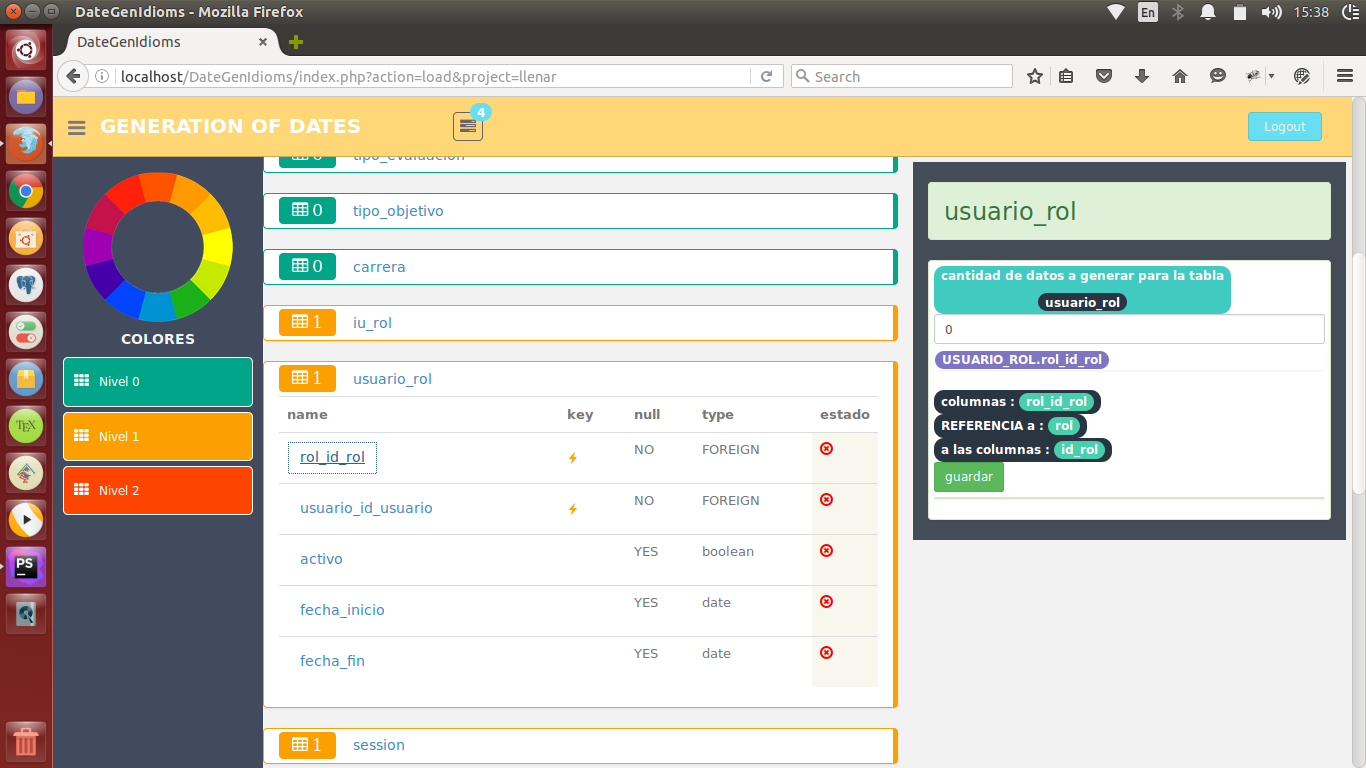 DateGenIdioms - Mozilla Firefox
En
15:38
DateGenIdioms
localhost/DateGenIdioms/index.php?action=load&project=llenar
Search
GENERATION OF DATES
4
Logout
COLORES
Nivel 0
Nivel 1
Nivel 2
0 tipo_evaluacion
0 tipo_objetivo
0 carrera
1 iu_rol
1 usuario_rol
name key null type estado
rol_id_rol NO FOREIGN
usuario_id_usuario NO FOREIGN
activo YES boolean
fecha_inicio YES date
fecha_fin YES date
1 session
usuario_rol
cantidad de datos a generar para la tabla
usuario_rol
0
USUARIO_ROL.rol_id_rol
columnas : rol_id_rol
REFERENCIA a : rol
a las columnas : id_rol
guardar
TEX
PS